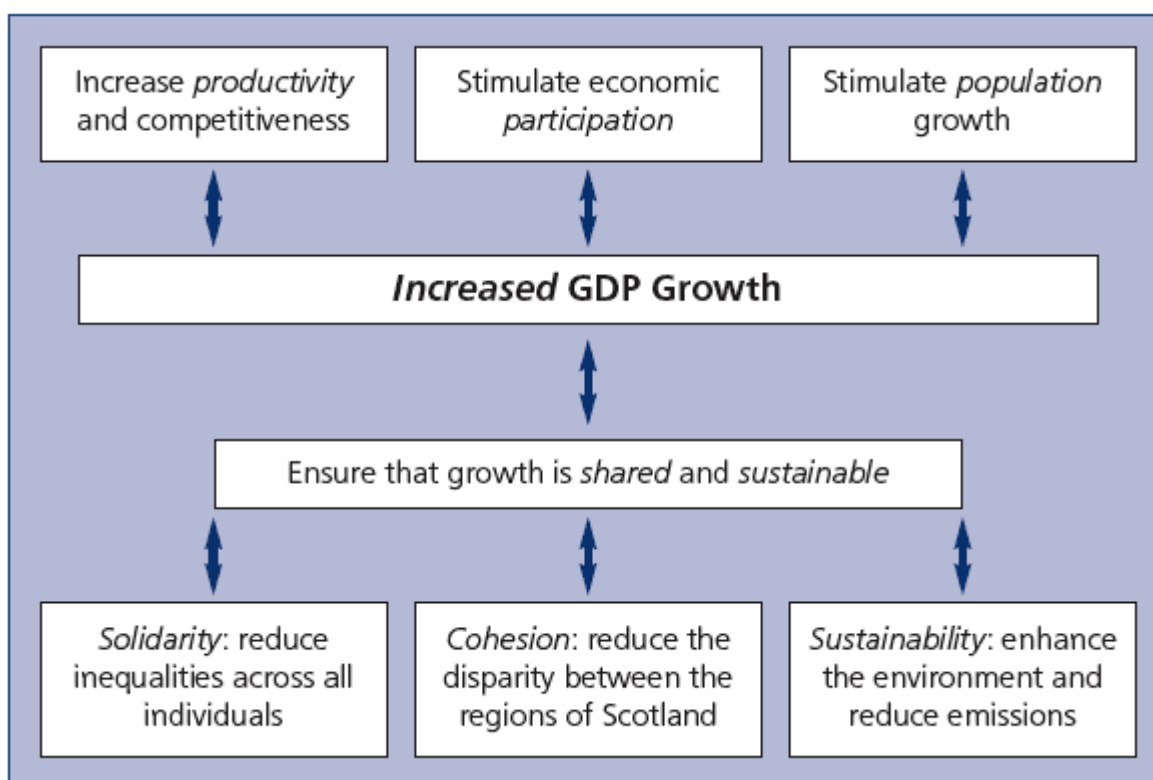 Increase productivity
and competitiveness
Stimulate economic
participation
Stimulate population
growth
Increased GDP Growth
Ensure that growth is shared and sustainable
Solidarity: reduce
inequalities across all
individuals
Cohesion: reduce the
disparity between the
regions of Scotland
Sustainability: enhance
the environment and
reduce emissions